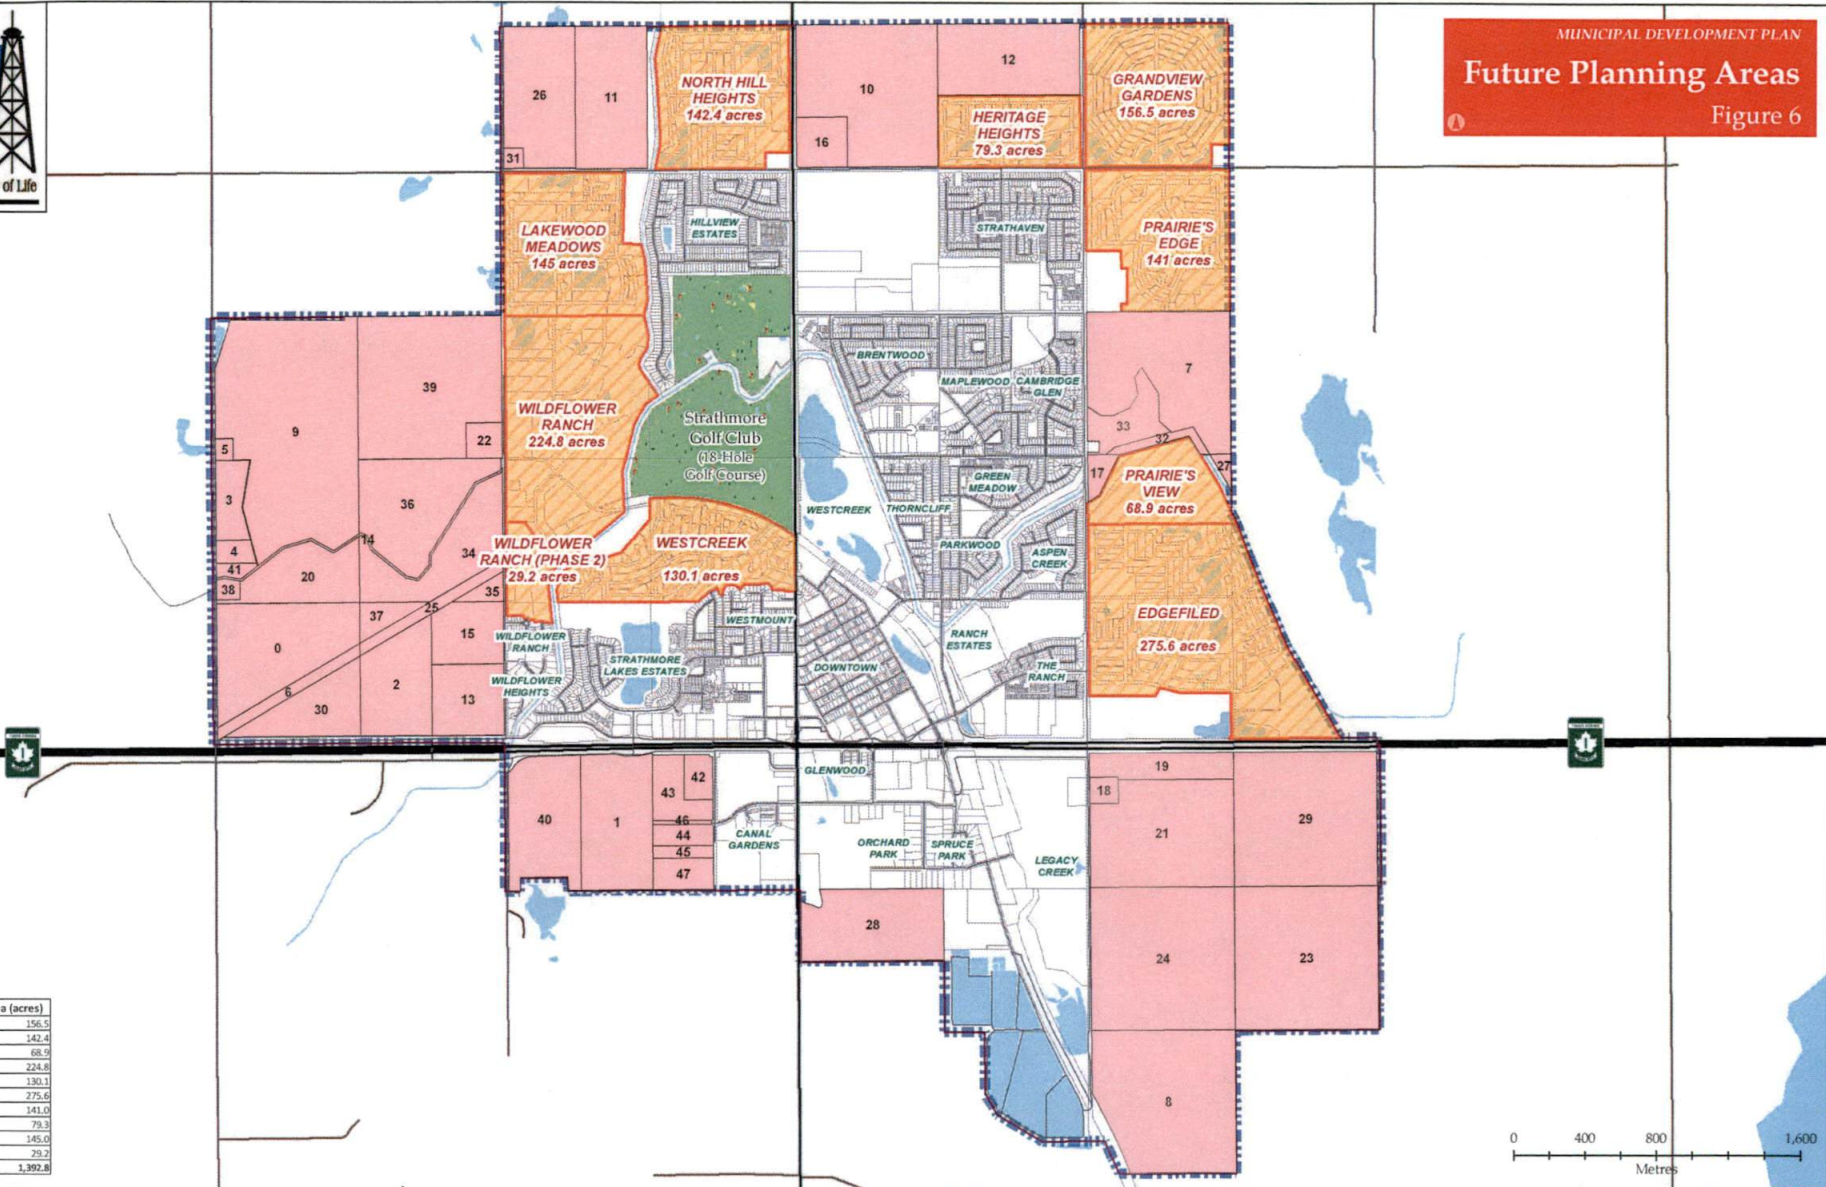 MUNICIPAL DEVELOPMENT PLAN
Future Planning Areas
Figure 6
of Life
26
11
31
NORTH HILL
HEIGHTS
142.4 acres
10
16
12
HERITAGE
HEIGHTS
79.3 acres
GRANDVIEW
GARDENS
156.5 acres
LAKEWOOD
MEADOWS
145 acres
HILLVIEW
ESTATES
STRATHAVEN
PRAIRIE'S
EDGE
141 acres
39
9
22
5
3
36
4
14
41
20
34
38
35
37
25
0
15
2
6
30
13
WILDFLOWER
RANCH
224.8 acres
Strathmore
Golf Club
(18-Hole
Golf Course)
BRENTWOOD
MAPLEWOOD
CAMBRIDGE
GLEN
7
33
32
17
27
GREEN
MEADOW
PRAIRIE'S
VIEW
68.9 acres
WESTCREEK
THORNCLIFF
WILDFLOWER
RANCH (PHASE 2)
29.2 acres
WESTCREEK
130.1 acres
PARKWOOD
ASPEN
CREEK
EDGEFILED
275.6 acres
WILDFLOWER
RANCH
WESTMOUNT
STRATHMORE
LAKES ESTATES
WILDFLOWER
HEIGHTS
DOWNTOWN
RANCH
ESTATES
THE
RANCH
1
1
40
1
43
42
46
44
45
47
CANAL
GARDENS
GLENWOOD
ORCHARD
PARK
SPRUCE
PARK
LEGACY
CREEK
19
18
21
29
28
24
23
8
a (acres)
156.5
142.4
68.9
224.8
130.1
275.6
141.0
79.3
145.0
29.2
1,392.8
0 400 800 1,600
Metres